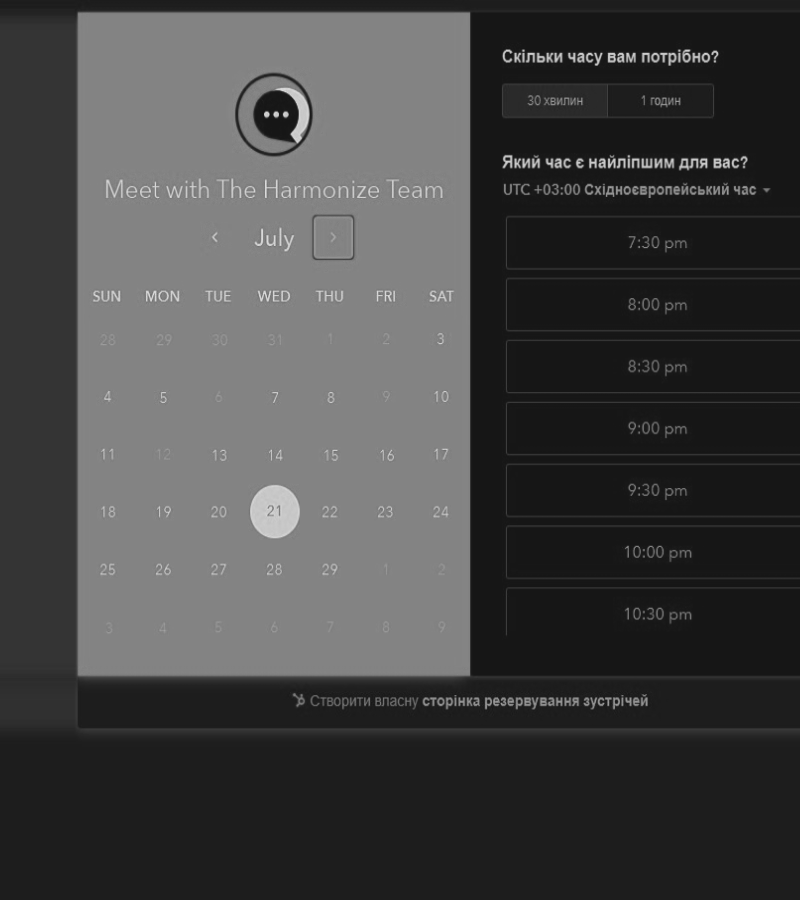 Meet with The Harmonize Team
July
SUN MON TUE WED THU FRI SAT
28 29 30 31 1 2 3
4 5 6 7 8 9 10
11 12 13 14 15 16 17
18 19 20 21 22 23 24
25 26 27 28 29 1 2
3 4 5 6 7 8 9
Скільки часу вам потрібно?
30 хвилин 1 годин
Який час є найліпшим для вас?
UTC +03:00 Східноєвропейський час
7:30 pm
8:00 pm
8:30 pm
9:00 pm
9:30 pm
10:00 pm
10:30 pm
Створити власну сторінка резервування зустрічей